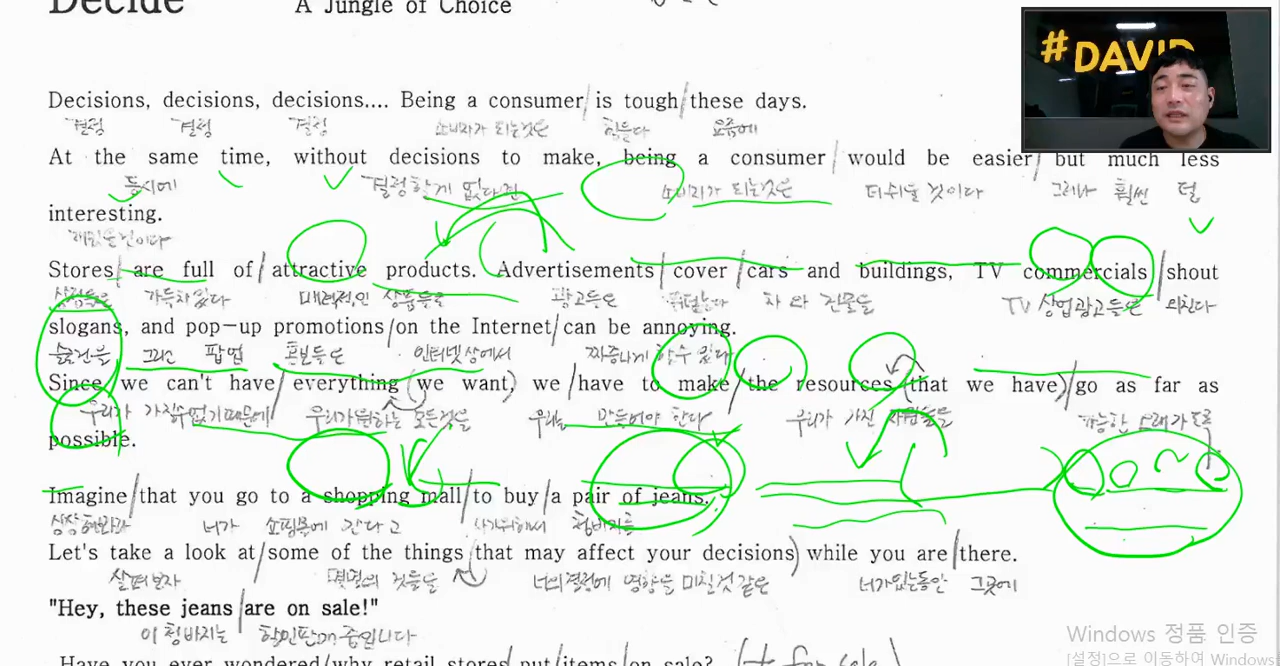 Decide A Jungle of Choice
#DAVID
Decisions, decisions, decisions.... Being a consumer/ is tough/these days.
결정 결정 결정 소비자가 되는것은 힘들다 요즘에
At the same time, without decisions to make, being a consumer/ would be easier/ but much less
동시에 결정할게 없다면 소비자가 되는것은 더쉬울 것이다 그러나 훨씬 덜
interesting.
재밌을것이다
Stores/ are full of/ attractive products. Advertisements/ cover/ cars and buildings, TV commercials/ shout
상점들은 가득차있다 매력적인 상품들로 광고들은 뒤덮는다 차와 건물을 TV 상업광고들은 외친다
slogans, and pop-up promotions/on the Internet/can be annoying.
슬로건을 그리고 팝업 홍보들은 인터넷상에서 짜증나게 할수 있다
Since we can't have/ everything (we want) we/have to make/the resources (that we have)/go as far as
우리가 가질수없기때문에 우리가원하는 모든것을 우리는 만들어야 한다 우리가 가진 자원들을 가능한 오래가도록
possible.
Imagine/that you go to a shopping mall/to buy/a pair of jeans.
상상해봐라 너가 쇼핑몰에 간다고 사기위해서 청바지를
Let's take a look at/some of the things (that may affect your decisions) while you are/there.
살펴보자 몇몇의 것들을 너의결정에 영향을 미칠것같은 너가있는동안 그곳에
"Hey, these jeans/are on sale!"
이 청바지는 할인판매중입니다
Have you ever wondered/why retail stores/put/items/on sale? (↔ for sale)
Windows 정품 인증
[설정]으로 이동하여 Windows